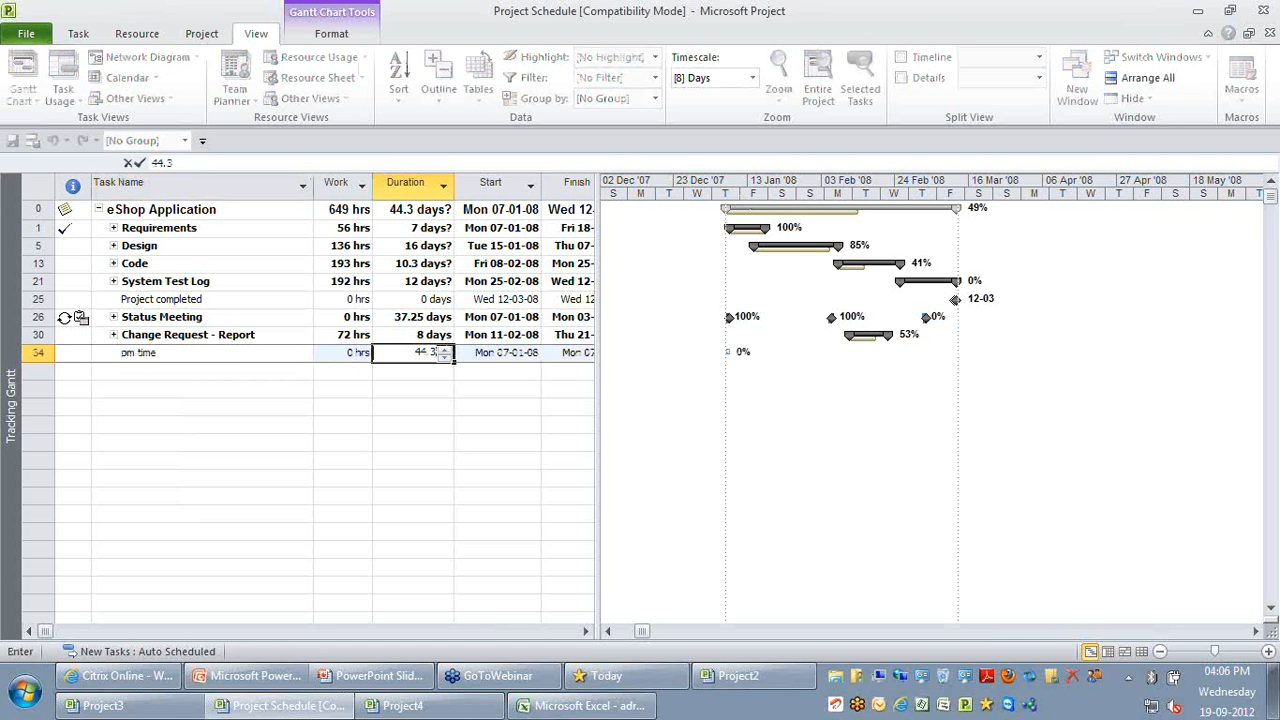 Gantt Chart Tools
Project Schedule [Compatibility Mode] - Microsoft Project
File Task Resource Project View Format
Gantt Chart Task Usage Network Diagram Calendar Other Views
Task Views
Team Planner Resource Usage Resource Sheet Other Views
Resource Views
Sort Outline Tables Highlight: [No Highlight] Filter: [No Filter] Group by: [No Group]
Data
Timescale: [8] Days Zoom Entire Project Selected Tasks
Zoom
Timeline Details
Split View
New Window Switch Windows Arrange All Hide
Window
Macros
Macros
[No Group]
44.3
Task Name Work Duration Start Finish
02 Dec '07 23 Dec '07 13 Jan '08 03 Feb '08 24 Feb '08 16 Mar '08 06 Apr '08 27 Apr '08 18 May '08
S M T W T F S S M T W T F S S M T W T F S S M T
0 eShop Application 649 hrs 44.3 days? Mon 07-01-08 Wed 12- 49%
1 Requirements 56 hrs 7 days? Mon 07-01-08 Fri 18- 100%
5 Design 136 hrs 16 days? Tue 15-01-08 Thu 07- 85%
13 Code 193 hrs 10.3 days? Fri 08-02-08 Mon 25- 41%
21 System Test Log 192 hrs 12 days? Mon 25-02-08 Wed 12- 0%
25 Project completed 0 hrs 0 days Wed 12-03-08 Wed 12- 12-03
26 Status Meeting 0 hrs 37.25 days Mon 07-01-08 Mon 03- 100% 100% 0%
30 Change Request - Report 72 hrs 8 days Mon 11-02-08 Thu 21- 53%
34 pm time 0 hrs 44.3 Mon 07-01-08 Mon 07 0%
Tracking Gantt
Enter New Tasks : Auto Scheduled
Citrix Online - W... Microsoft Powe... PowerPoint Slid... GoToWebinar Today Project2
04:06 PM
Wednesday
Project3 Project Schedule [Co... Project4 Microsoft Excel - adr...
19-09-2012